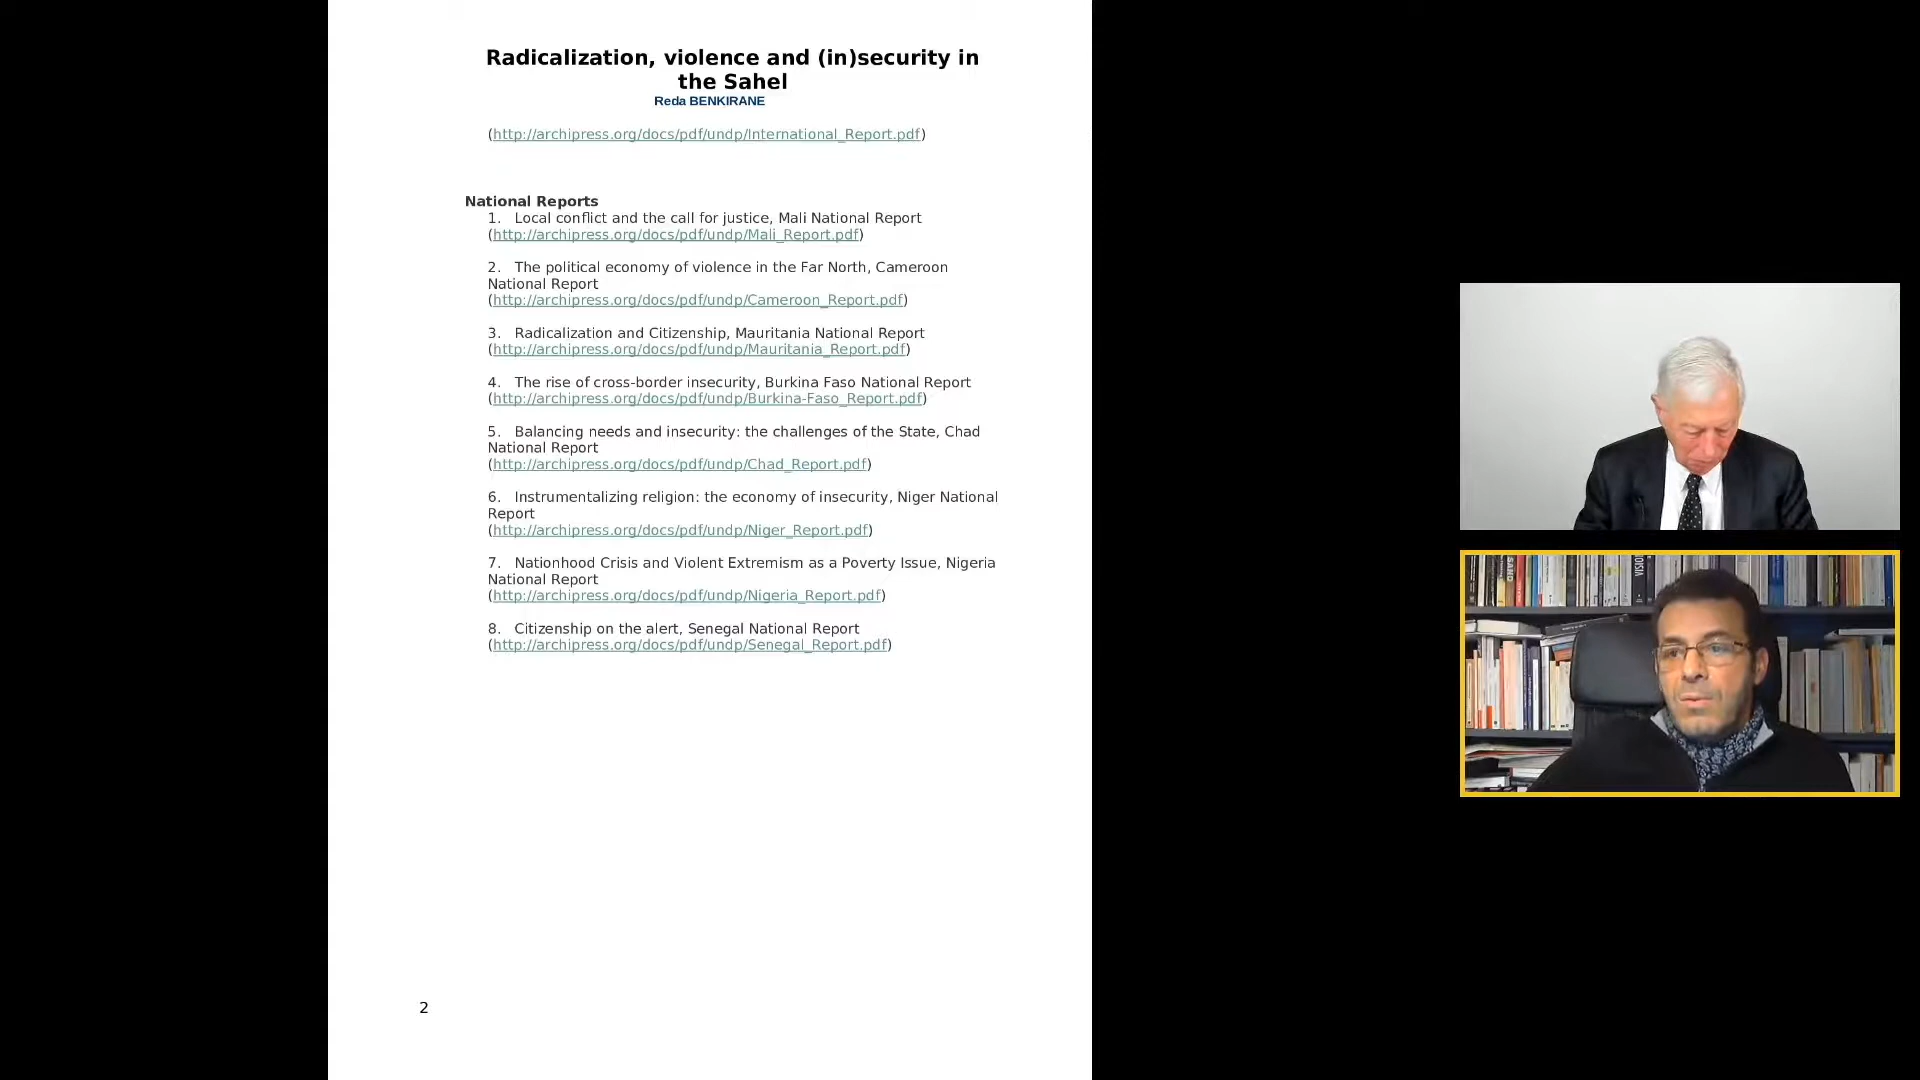 Radicalization, violence and (in)security in
the Sahel
Reda BENKIRANE
(http://archipress.org/docs/pdf/undp/International_Report.pdf)
National Reports
1. Local conflict and the call for justice, Mali National Report
(http://archipress.org/docs/pdf/undp/Mali_Report.pdf)
2. The political economy of violence in the Far North, Cameroon
National Report
(http://archipress.org/docs/pdf/undp/Cameroon_Report.pdf)
3. Radicalization and Citizenship, Mauritania National Report
(http://archipress.org/docs/pdf/undp/Mauritania_Report.pdf)
4. The rise of cross-border insecurity, Burkina Faso National Report
(http://archipress.org/docs/pdf/undp/Burkina-Faso_Report.pdf)
5. Balancing needs and insecurity: the challenges of the State, Chad
National Report
(http://archipress.org/docs/pdf/undp/Chad_Report.pdf)
6. Instrumentalizing religion: the economy of insecurity, Niger National
Report
(http://archipress.org/docs/pdf/undp/Niger_Report.pdf)
7. Nationhood Crisis and Violent Extremism as a Poverty Issue, Nigeria
National Report
(http://archipress.org/docs/pdf/undp/Nigeria_Report.pdf)
8. Citizenship on the alert, Senegal National Report
(http://archipress.org/docs/pdf/undp/Senegal_Report.pdf)
2